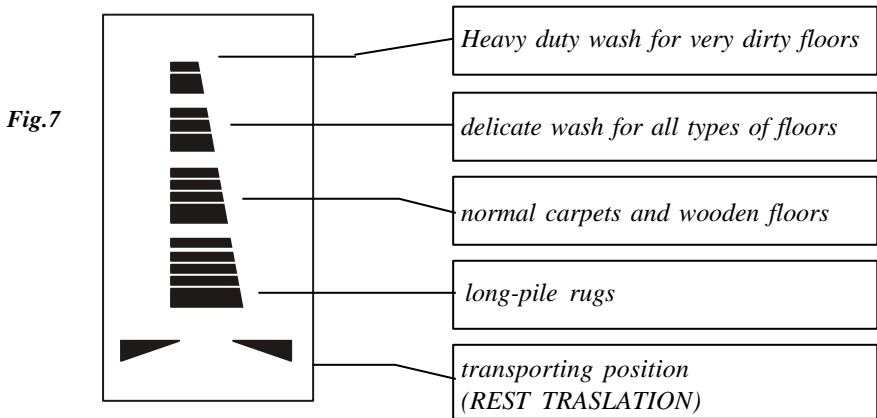 Heavy duty wash for very dirty floors
Fig.7
delicate wash for all types of floors
normal carpets and wooden floors
long-pile rugs
transporting position
(REST TRASLATION)